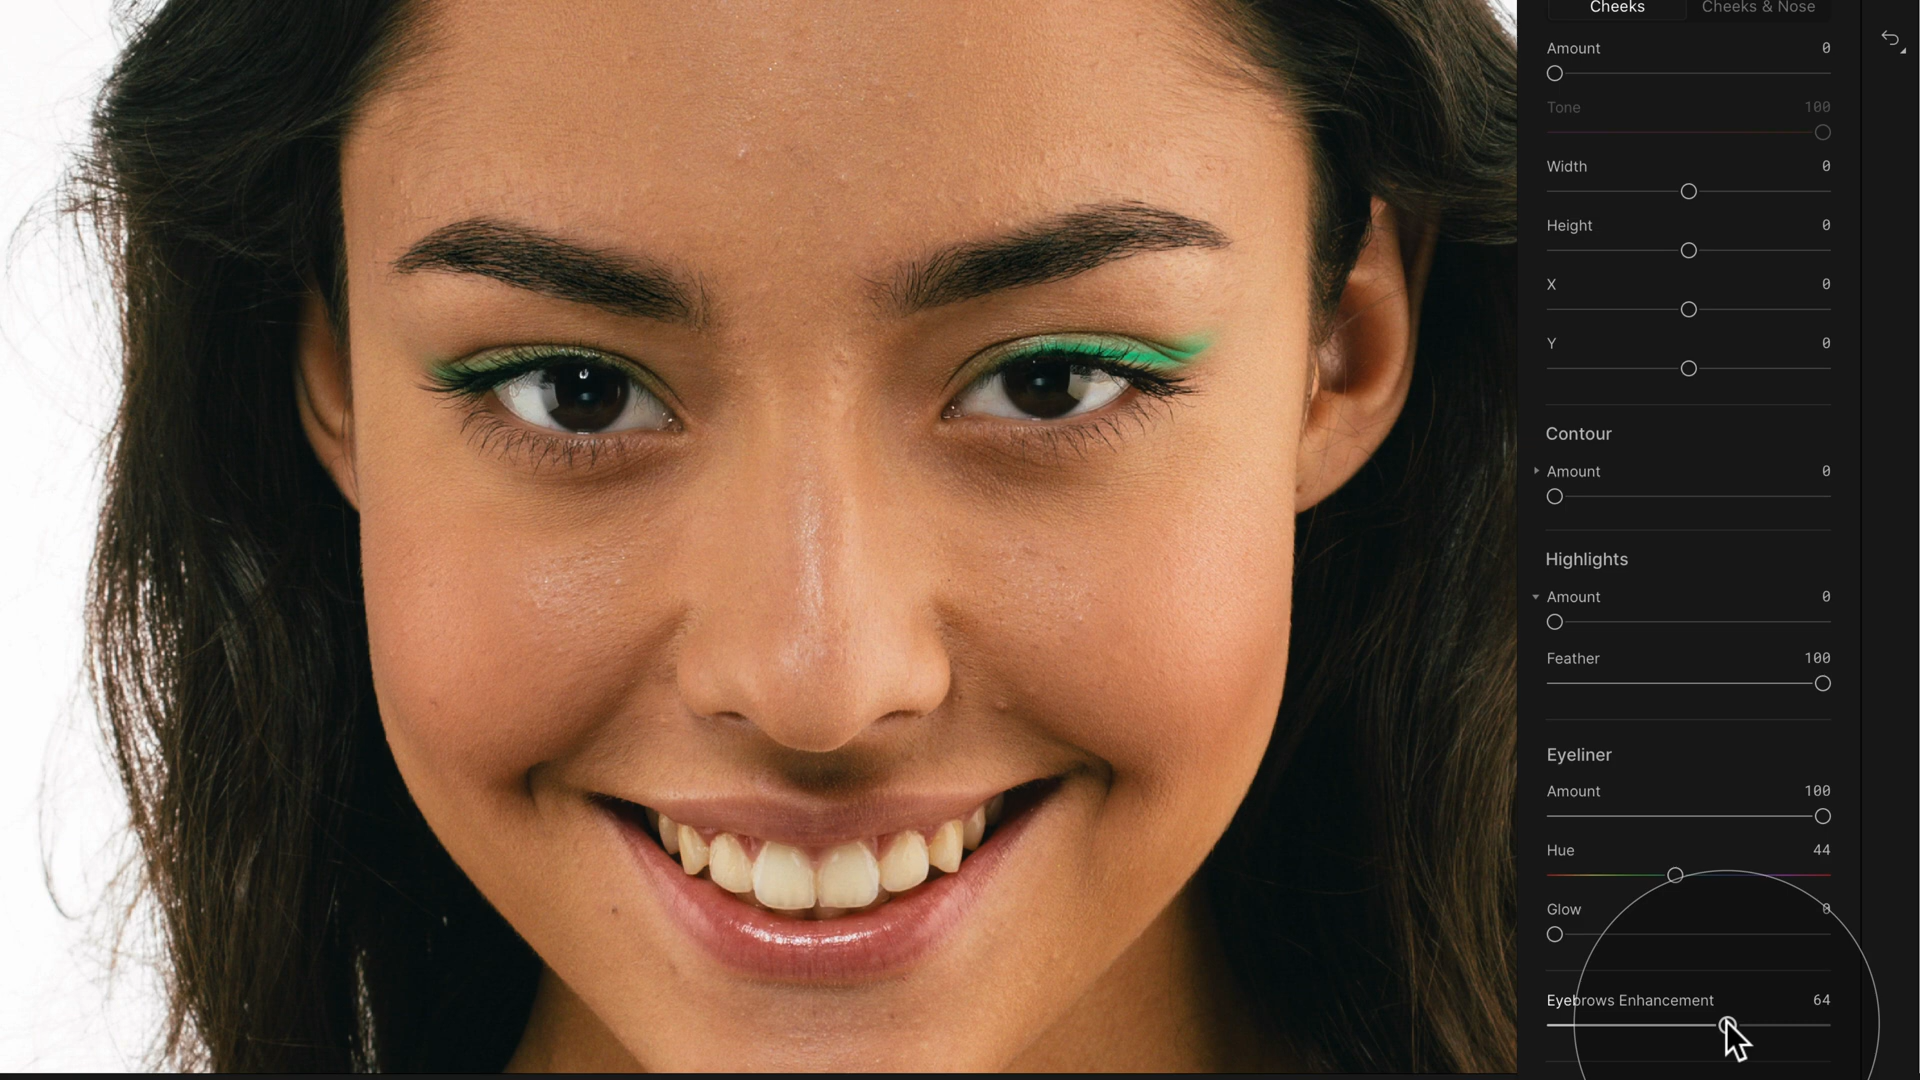 Cheeks
Cheeks & Nose
Amount 0
Tone 100
Width 0
Height 0
X 0
Y 0
Contour
Amount 0
Highlights
Amount 0
Feather 100
Eyeliner
Amount 100
Hue 44
Glow 0
Eyebrows Enhancement 64